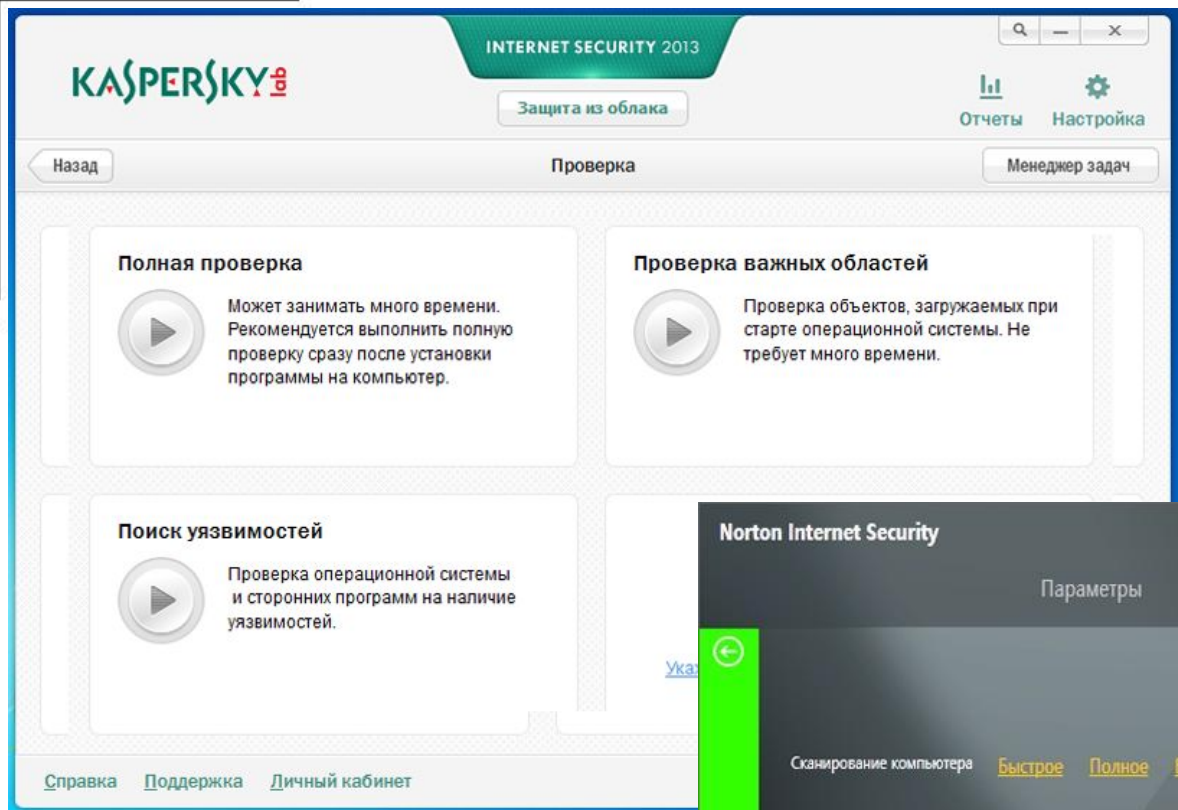 INTERNET SECURITY 2013
KASPERSKY lab
Защита из облака
Отчеты Настройка
Назад
Проверка
Менеджер задач
Полная проверка
Может занимать много времени.
Рекомендуется выполнить полную
проверку сразу после установки
программы на компьютер.
Проверка важных областей
Проверка объектов, загружаемых при
старте операционной системы. Не
требует много времени.
Поиск уязвимостей
Проверка операционной системы
и сторонних программ на наличие
уязвимостей.
Norton Internet Security
Параметры
Сканирование компьютера Быстрое Полное
Справка Поддержка Личный кабинет